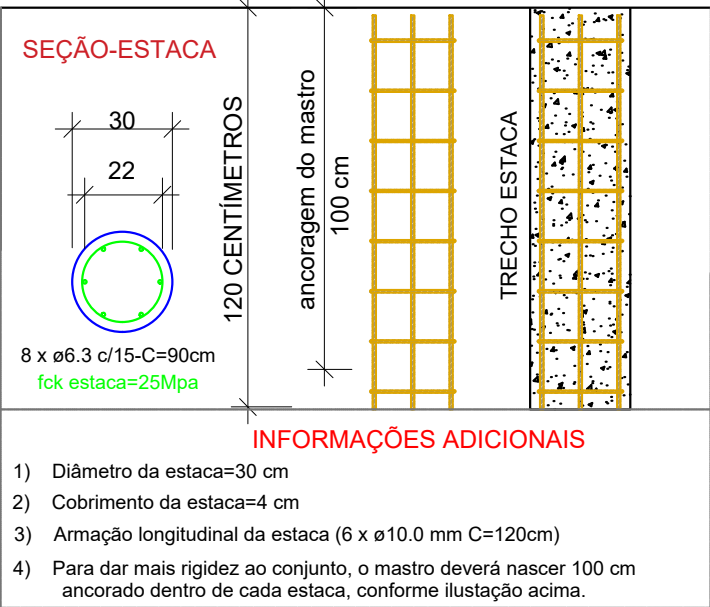 SEÇÃO-ESTACA
30
22
8 x ø6.3 c/15-C=90cm
fck estaca=25Mpa
120 CENTÍMETROS
ancoragem do mastro
100 cm
TRECHO ESTACA
INFORMAÇÕES ADICIONAIS
1) Diâmetro da estaca=30 cm
2) Cobrimento da estaca=4 cm
3) Armação longitudinal da estaca (6 x ø10.0 mm C=120cm)
4) Para dar mais rigidez ao conjunto, o mastro deverá nascer 100 cm
ancorado dentro de cada estaca, conforme ilustação acima.